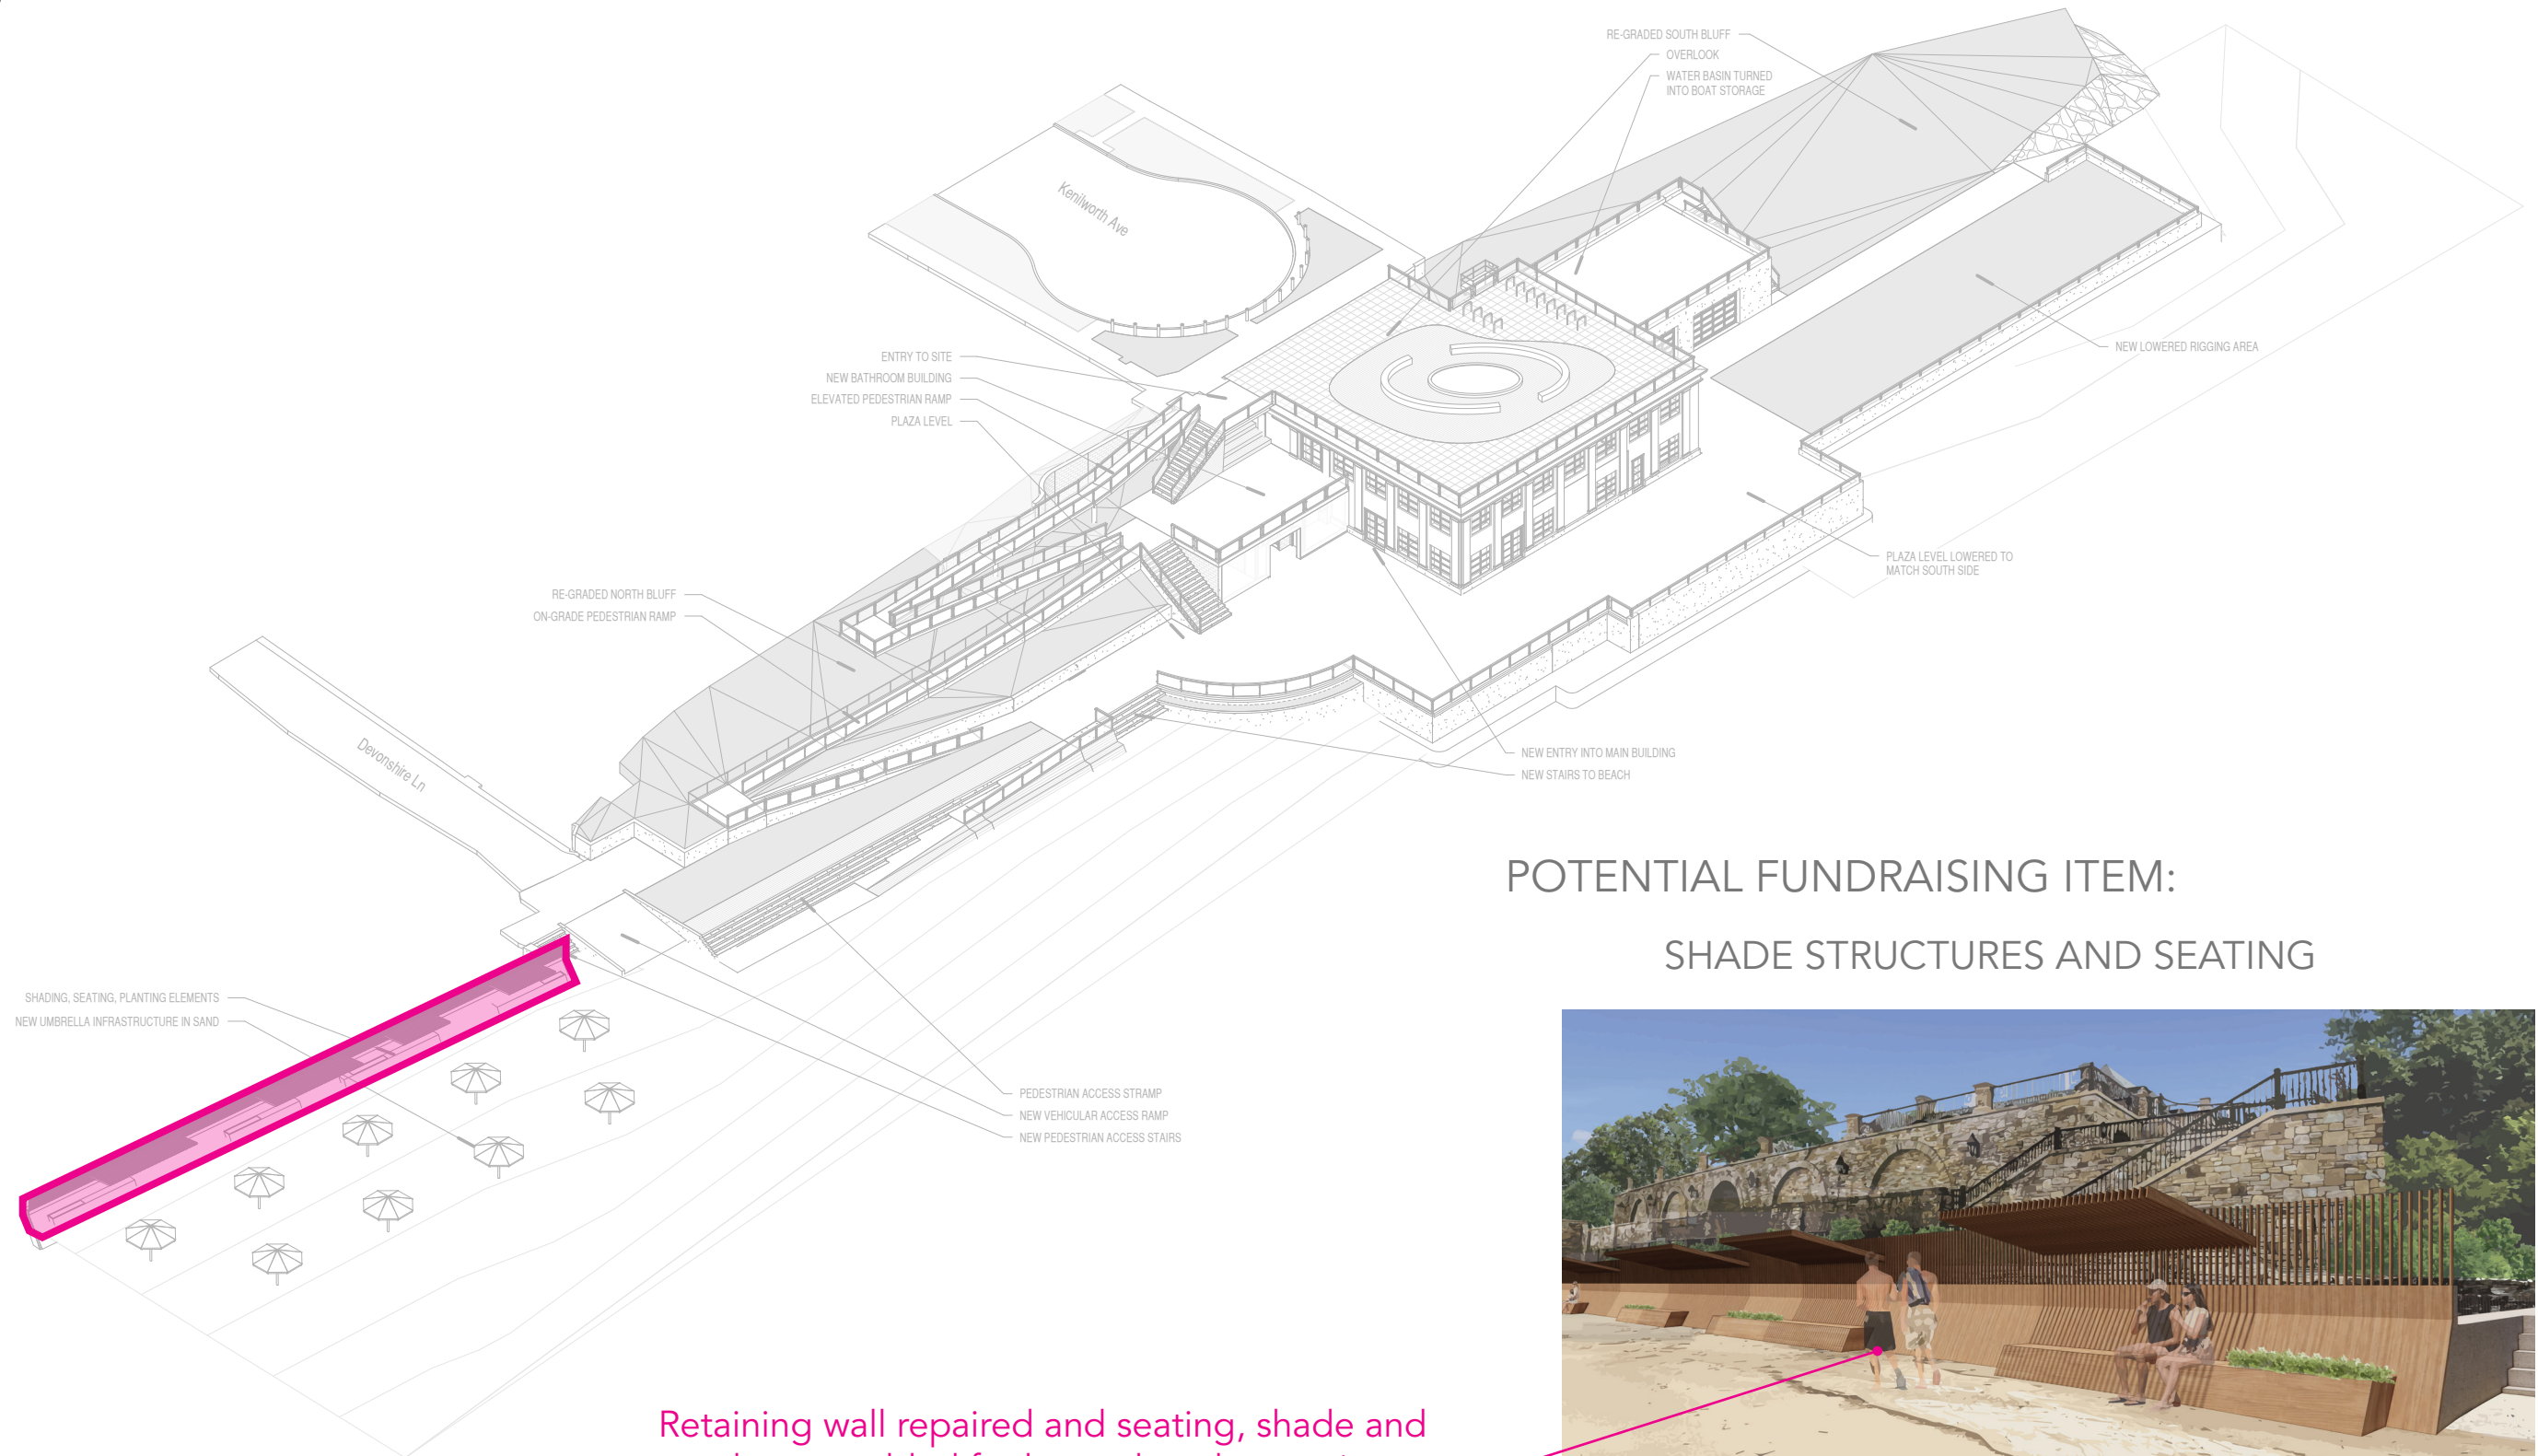 RE-GRADED SOUTH BLUFF
OVERLOOK
WATER BASIN TURNED
INTO BOAT STORAGE
Kenilworth Ave
ENTRY TO SITE
NEW BATHROOM BUILDING
ELEVATED PEDESTRIAN RAMP
PLAZA LEVEL
NEW LOWERED RIGGING AREA
PLAZA LEVEL LOWERED TO
MATCH SOUTH SIDE
RE-GRADED NORTH BLUFF
ON-GRADE PEDESTRIAN RAMP
Devonshire Ln
NEW ENTRY INTO MAIN BUILDING
NEW STAIRS TO BEACH
POTENTIAL FUNDRAISING ITEM:
SHADE STRUCTURES AND SEATING
SHADING, SEATING, PLANTING ELEMENTS
NEW UMBRELLA INFRASTRUCTURE IN SAND
PEDESTRIAN ACCESS STRAMP
NEW VEHICULAR ACCESS RAMP
NEW PEDESTRIAN ACCESS STAIRS
Retaining wall repaired and seating, shade and